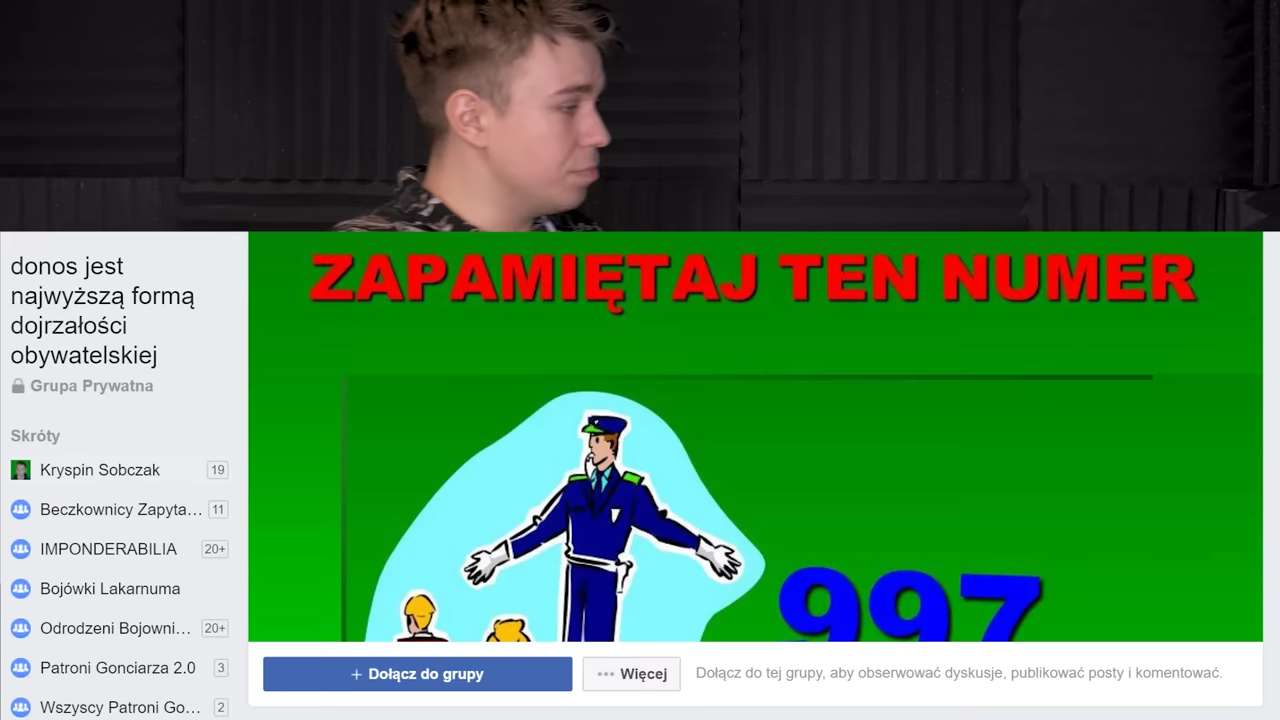 donos jest
najwyższą formą
dojrzałości
obywatelskiej
Grupa Prywatna
Skróty
Kryspin Sobczak 19
Beczkownicy Zapyta... 11
IMPONDERABILIA 20+
Bojówki Lakarnuma
Odrodzeni Bojowni... 20+
Patroni Gonciarza 2.0 3
Wszyscy Patroni Go... 2
ZAPAMIĘTAJ TEN NUMER
997
+ Dołącz do grupy
••• Więcej
Dołącz do tej grupy, aby obserwować dyskusje, publikować posty i komentować.